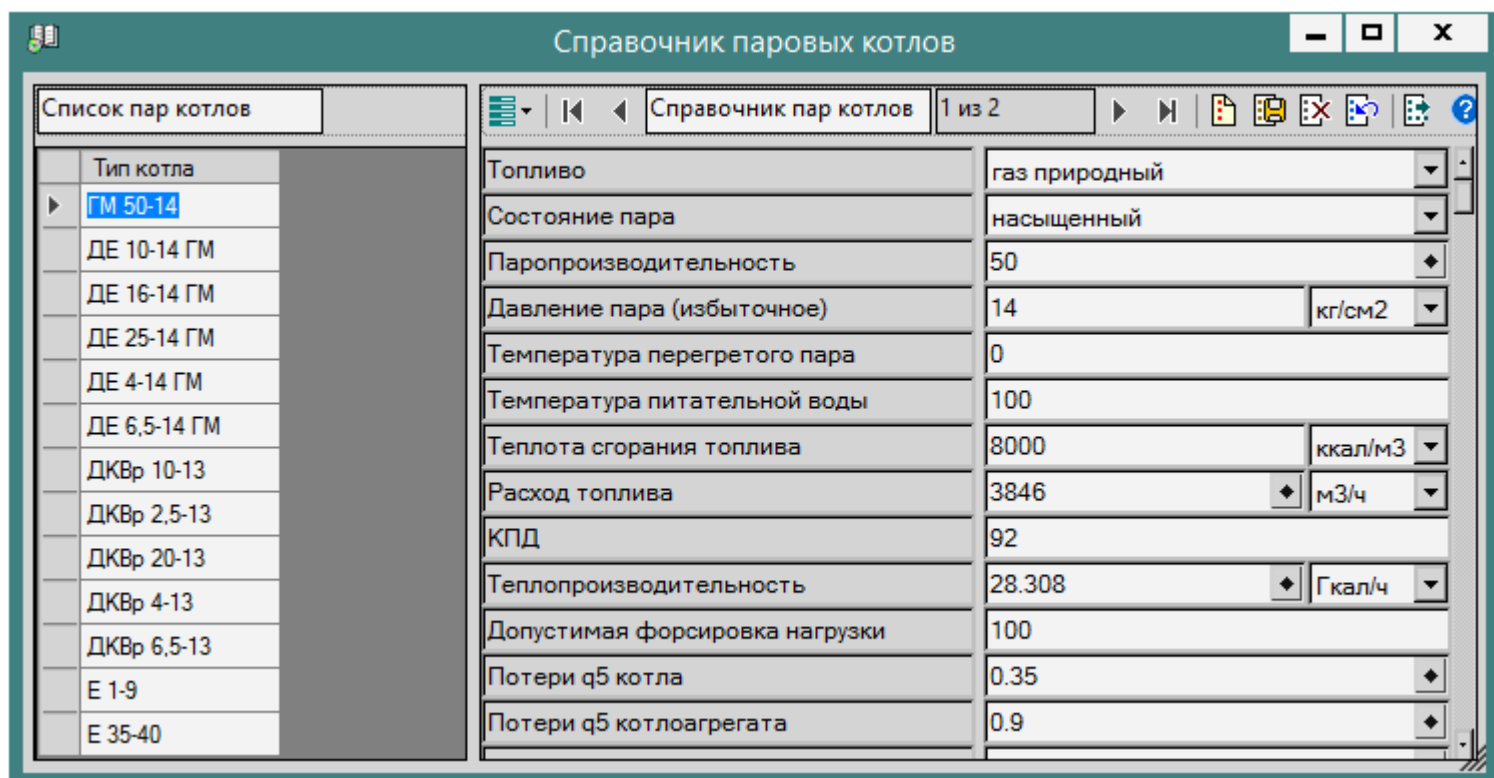 Справочник паровых котлов
Список пар котлов
Тип котла
ГМ 50-14
ДЕ 10-14 ГМ
ДЕ 16-14 ГМ
ДЕ 25-14 ГМ
ДЕ 4-14 ГМ
ДЕ 6,5-14 ГМ
ДКВр 10-13
ДКВр 2,5-13
ДКВр 20-13
ДКВр 4-13
ДКВр 6,5-13
Е 1-9
Е 35-40
Справочник пар котлов 1 из 2
Топливо газ природный
Состояние пара насыщенный
Паропроизводительность 50
Давление пара (избыточное) 14 кг/см2
Температура перегретого пара 0
Температура питательной воды 100
Теплота сгорания топлива 8000 ккал/м3
Расход топлива 3846 м3/ч
КПД 92
Теплопроизводительность 28.308 Гкал/ч
Допустимая форсировка нагрузки 100
Потери q5 котла 0.35
Потери q5 котлоагрегата 0.9